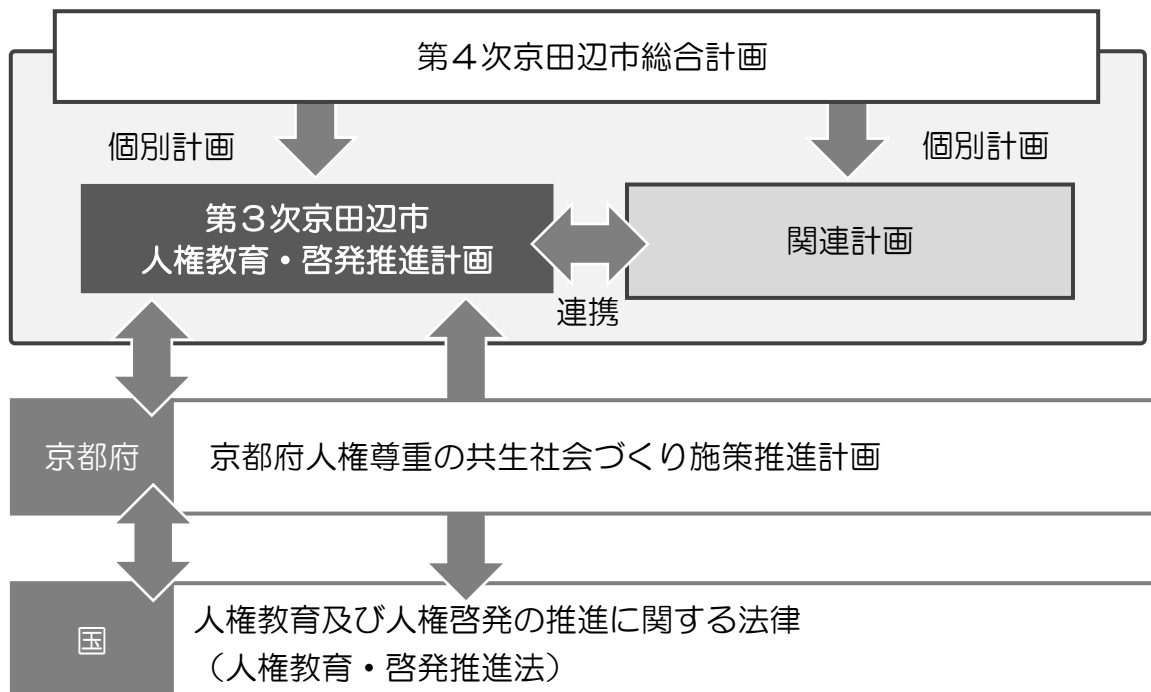 第４次京田辺市総合計画
個別計画
個別計画
第３次京田辺市
人権教育・啓発推進計画
関連計画
連携
京都府
京都府人権尊重の共生社会づくり施策推進計画
国
人権教育及び人権啓発の推進に関する法律
（人権教育・啓発推進法）